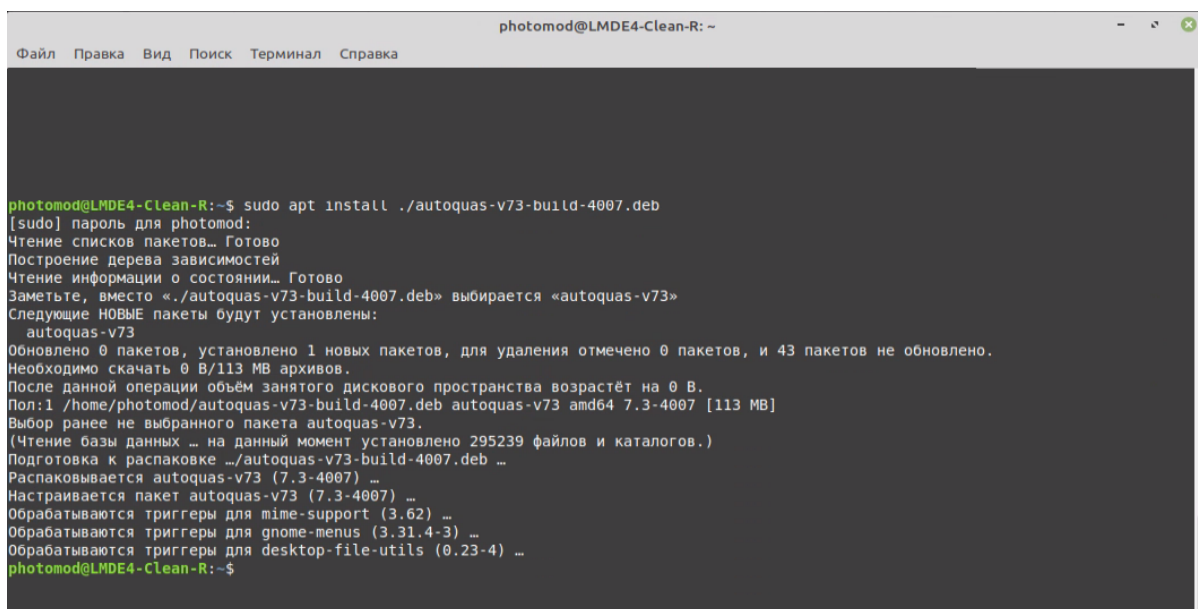 photomod@LMDE4-Clean-R: ~
Файл Правка Вид Поиск Терминал Справка
photomod@LMDE4-Clean-R:~$ sudo apt install ./autoquas-v73-build-4007.deb
[sudo] пароль для photomod:
Чтение списков пакетов… Готово
Построение дерева зависимостей
Чтение информации о состоянии… Готово
Заметьте, вместо «./autoquas-v73-build-4007.deb» выбирается «autoquas-v73»
Следующие НОВЫЕ пакеты будут установлены:
autoquas-v73
Обновлено 0 пакетов, установлено 1 новых пакетов, для удаления отмечено 0 пакетов, и 43 пакетов не обновлено.
Необходимо скачать 0 B/113 MB архивов.
После данной операции объём занятого дискового пространства возрастёт на 0 B.
Пол:1 /home/photomod/autoquas-v73-build-4007.deb autoquas-v73 amd64 7.3-4007 [113 MB]
Выбор ранее не выбранного пакета autoquas-v73.
(Чтение базы данных … на данный момент установлено 295239 файлов и каталогов.)
Подготовка к распаковке …/autoquas-v73-build-4007.deb …
Распаковывается autoquas-v73 (7.3-4007) …
Настраивается пакет autoquas-v73 (7.3-4007) …
Обрабатываются триггеры для mime-support (3.62) …
Обрабатываются триггеры для gnome-menus (3.31.4-3) …
Обрабатываются триггеры для desktop-file-utils (0.23-4) …
photomod@LMDE4-Clean-R:~$